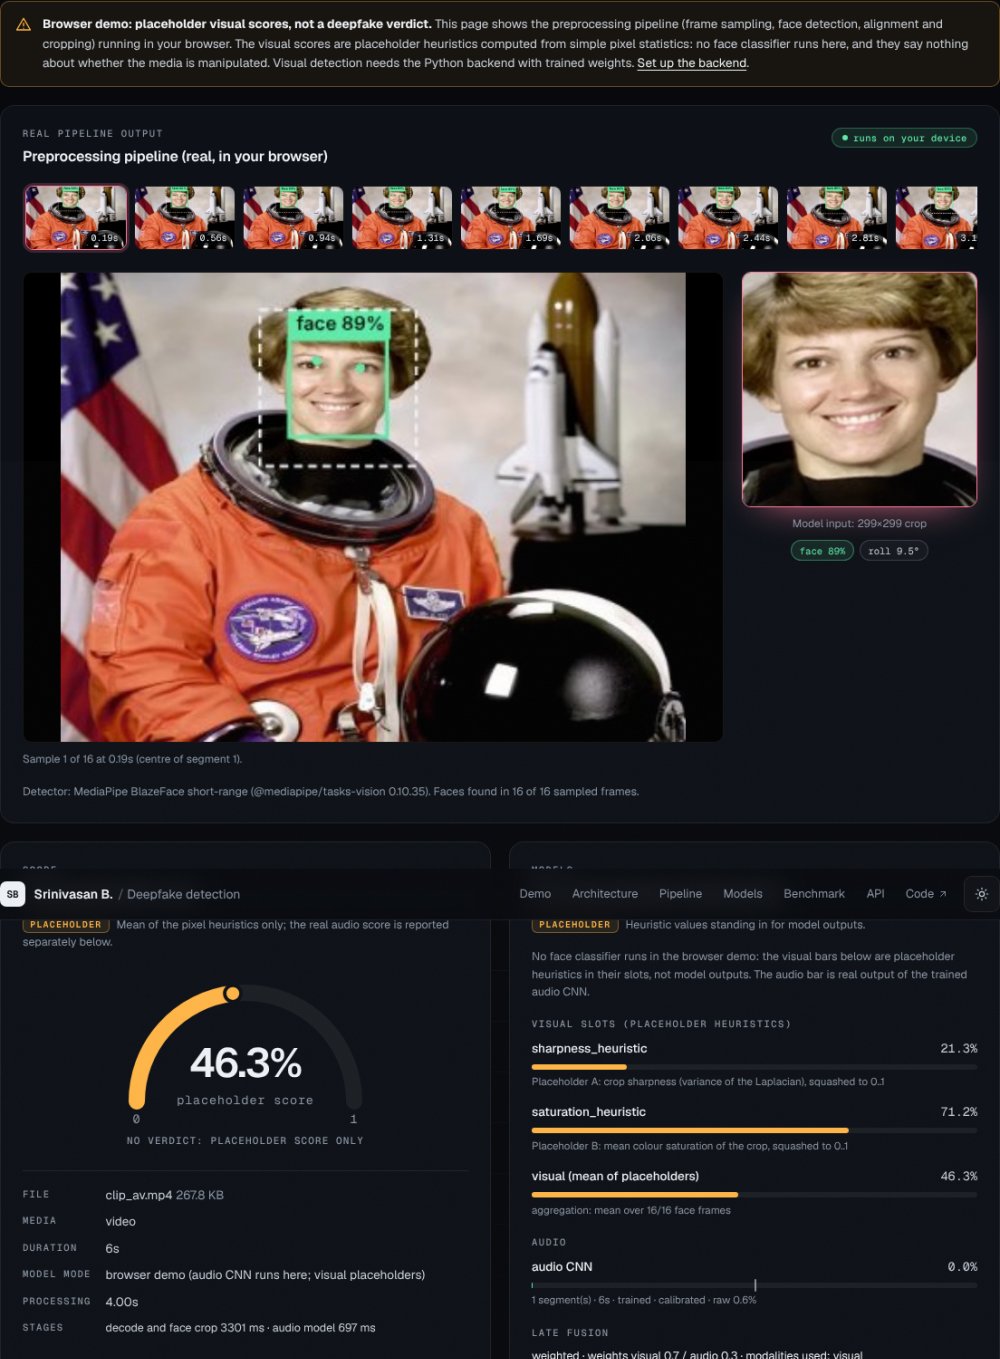 Browser demo: placeholder visual scores, not a deepfake verdict. This page shows the preprocessing pipeline (frame sampling, face detection, alignment and
cropping) running in your browser. The visual scores are placeholder heuristics computed from simple pixel statistics: no face classifier runs here, and they say nothing
about whether the media is manipulated. Visual detection needs the Python backend with trained weights. Set up the backend.
REAL PIPELINE OUTPUT
runs on your device
Preprocessing pipeline (real, in your browser)
0.19s
0.56s
0.94s
1.31s
1.69s
2.06s
2.44s
2.81s
3.1
face 89%
Model input: 299×299 crop
face 89%
roll 9.5°
Sample 1 of 16 at 0.19s (centre of segment 1).
Detector: MediaPipe BlazeFace short-range (@mediapipe/tasks-vision 0.10.35). Faces found in 16 of 16 sampled frames.
SB Srinivasan B. / Deepfake detection
Demo Architecture Pipeline Models Benchmark API Code ↗
PLACEHOLDER Mean of the pixel heuristics only; the real audio score is reported
separately below.
46.3%
placeholder score
0 1
NO VERDICT: PLACEHOLDER SCORE ONLY
FILE clip_av.mp4 267.8 KB
MEDIA video
DURATION 6s
MODEL MODE browser demo (audio CNN runs here; visual placeholders)
PROCESSING 4.00s
STAGES decode and face crop 3301 ms · audio model 697 ms
PLACEHOLDER Heuristic values standing in for model outputs.
No face classifier runs in the browser demo: the visual bars below are placeholder
heuristics in their slots, not model outputs. The audio bar is real output of the trained
audio CNN.
VISUAL SLOTS (PLACEHOLDER HEURISTICS)
sharpness_heuristic 21.3%
Placeholder A: crop sharpness (variance of the Laplacian), squashed to 0..1
saturation_heuristic 71.2%
Placeholder B: mean colour saturation of the crop, squashed to 0..1
visual (mean of placeholders) 46.3%
aggregation: mean over 16/16 face frames
AUDIO
audio CNN 0.0%
1 segment(s) · 6s · trained · calibrated · raw 0.6%
LATE FUSION
weighted · weights visual 0.7 / audio 0.3 · modalities used: visual